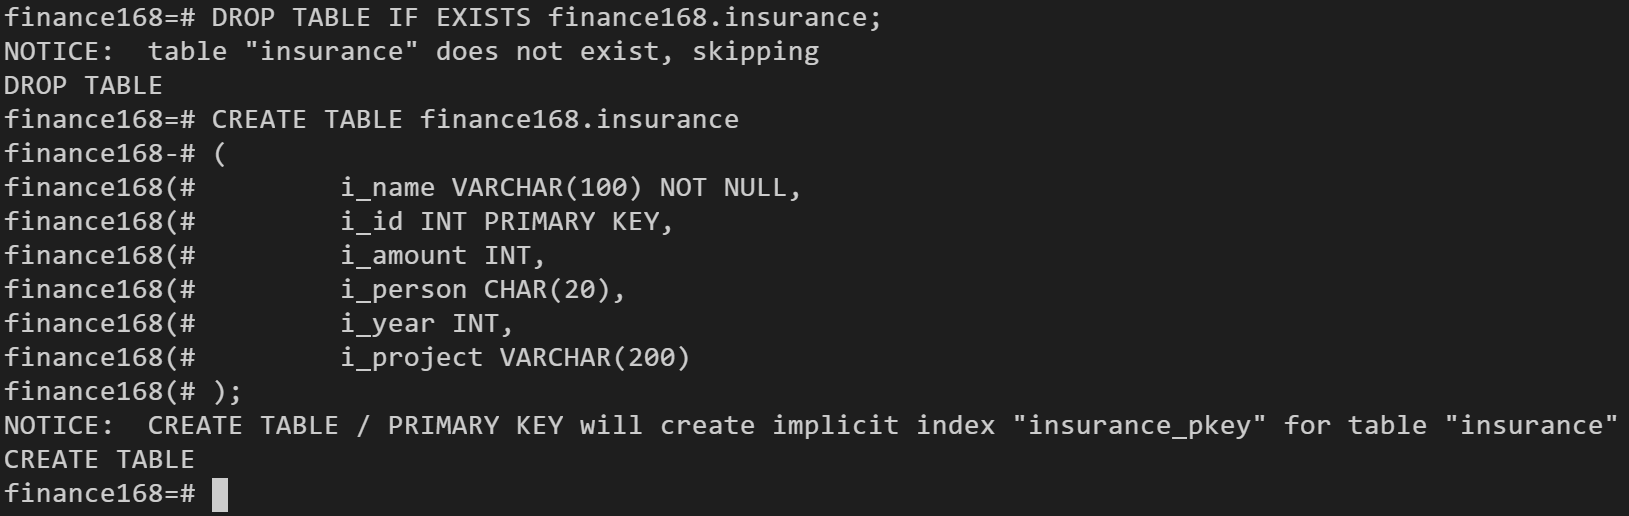 finance168=# DROP TABLE IF EXISTS finance168.insurance;
NOTICE:  table "insurance" does not exist, skipping
DROP TABLE
finance168=# CREATE TABLE finance168.insurance
finance168-# (
finance168(#         i_name VARCHAR(100) NOT NULL,
finance168(#         i_id INT PRIMARY KEY,
finance168(#         i_amount INT,
finance168(#         i_person CHAR(20),
finance168(#         i_year INT,
finance168(#         i_project VARCHAR(200)
finance168(# );
NOTICE:  CREATE TABLE / PRIMARY KEY will create implicit index "insurance_pkey" for table "insurance"
CREATE TABLE
finance168=#